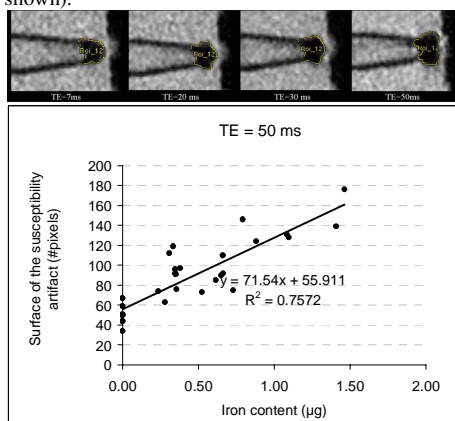 shown).
Roi_12 Roi_12 Roi_12 Roi_12
TE=7ms TE=20 ms TE=30 ms TE=50ms
TE = 50 ms
Surface of the susceptibility
artifact (#pixels)
200
180
160
140
120
100
80
60
40
20
0
y = 71.54x + 55.911
R² = 0.7572
0.00 0.50 1.00 1.50 2.00
Iron content (µg)